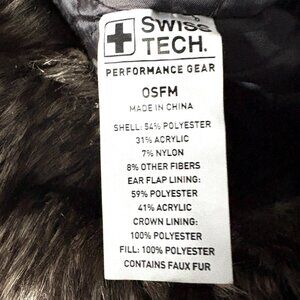 SWISS
TECH.
PERFORMANCE GEAR
OSFM
MADE IN CHINA
SHELL: 54% POLYESTER
31% ACRYLIC
7% NYLON
8% OTHER FIBERS
EAR FLAP LINING:
59% POLYESTER
41% ACRYLIC
CROWN LINING:
100% POLYESTER
FILL: 100% POLYESTER
CONTAINS FAUX FUR